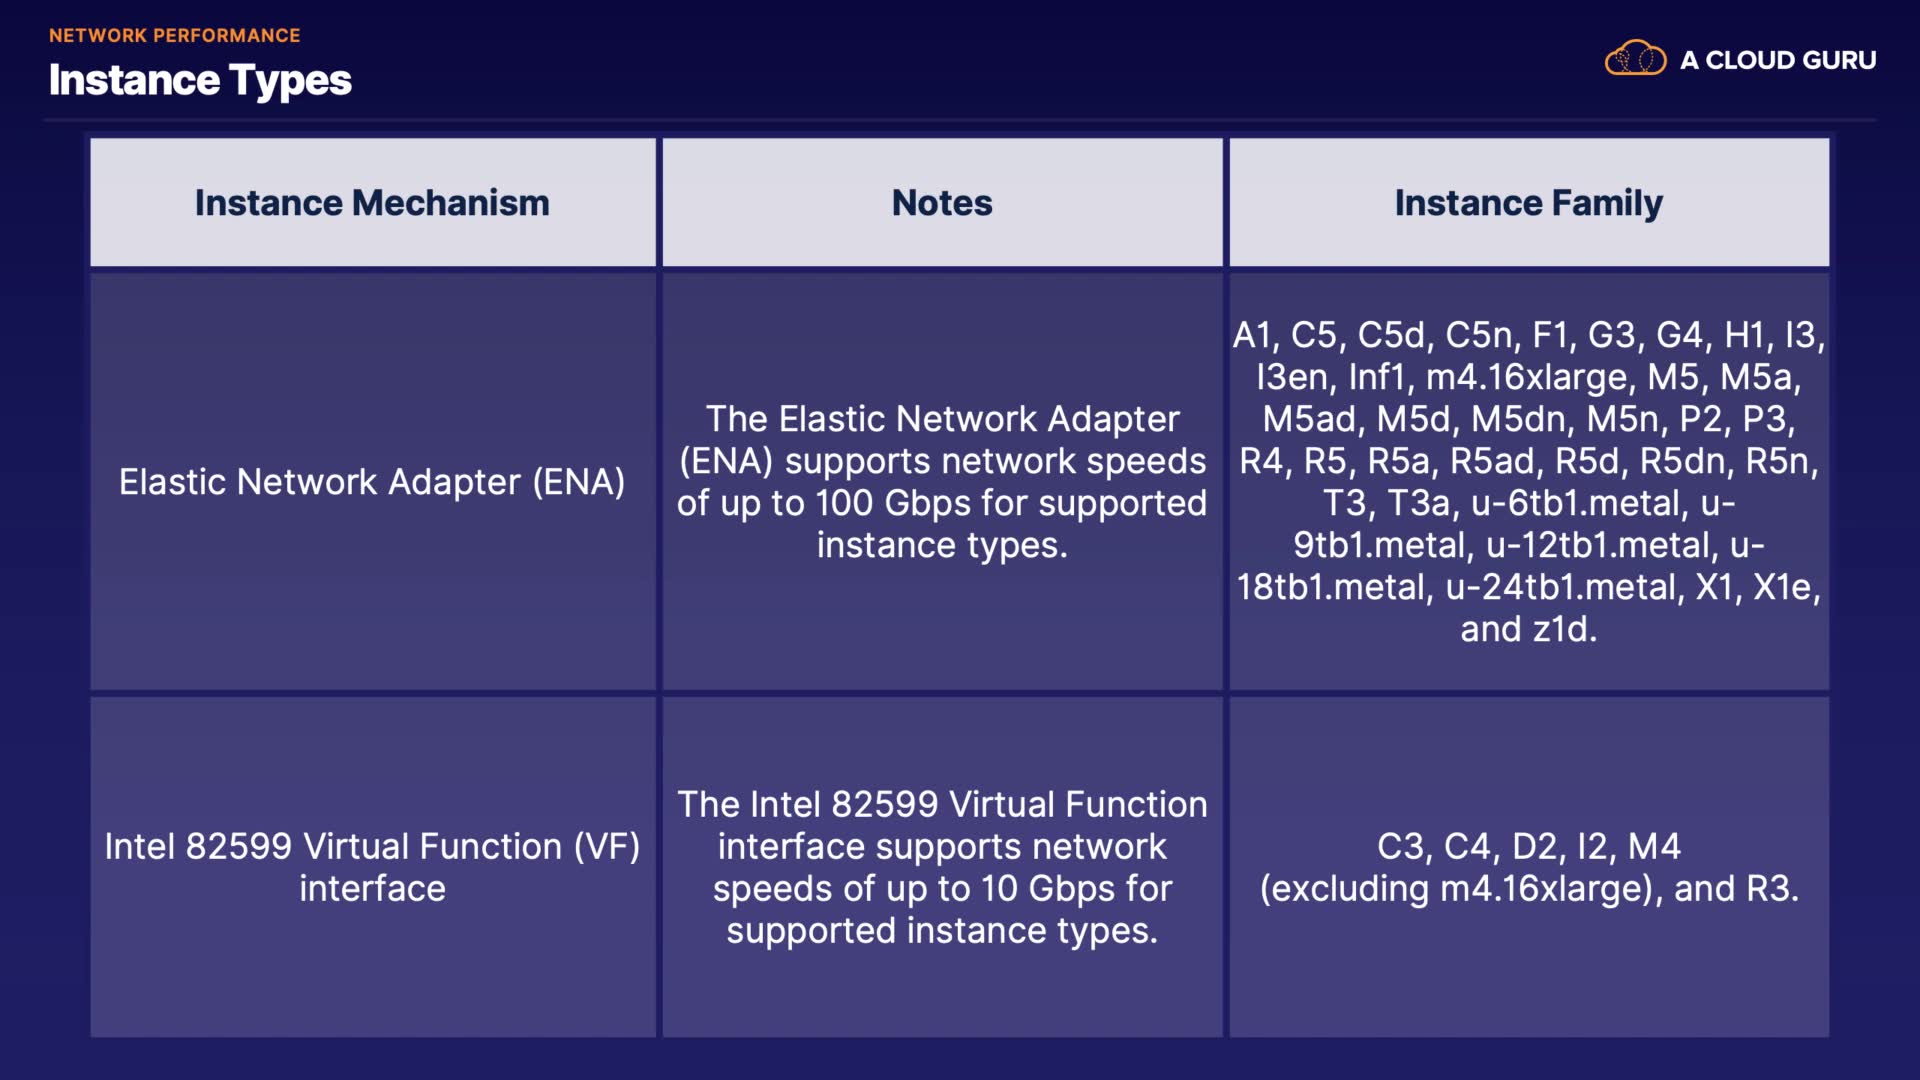 NETWORK PERFORMANCE
Instance Types
A CLOUD GURU
Instance Mechanism
Notes
Instance Family
Elastic Network Adapter (ENA)
The Elastic Network Adapter
(ENA) supports network speeds
of up to 100 Gbps for supported
instance types.
A1, C5, C5d, C5n, F1, G3, G4, H1, I3,
I3en, Inf1, m4.16xlarge, M5, M5a,
M5ad, M5d, M5dn, M5n, P2, P3,
R4, R5, R5a, R5ad, R5d, R5dn, R5n,
T3, T3a, u-6tb1.metal, u-
9tb1.metal, u-12tb1.metal, u-
18tb1.metal, u-24tb1.metal, X1, X1e,
and z1d.
Intel 82599 Virtual Function (VF)
interface
The Intel 82599 Virtual Function
interface supports network
speeds of up to 10 Gbps for
supported instance types.
C3, C4, D2, I2, M4
(excluding m4.16xlarge), and R3.